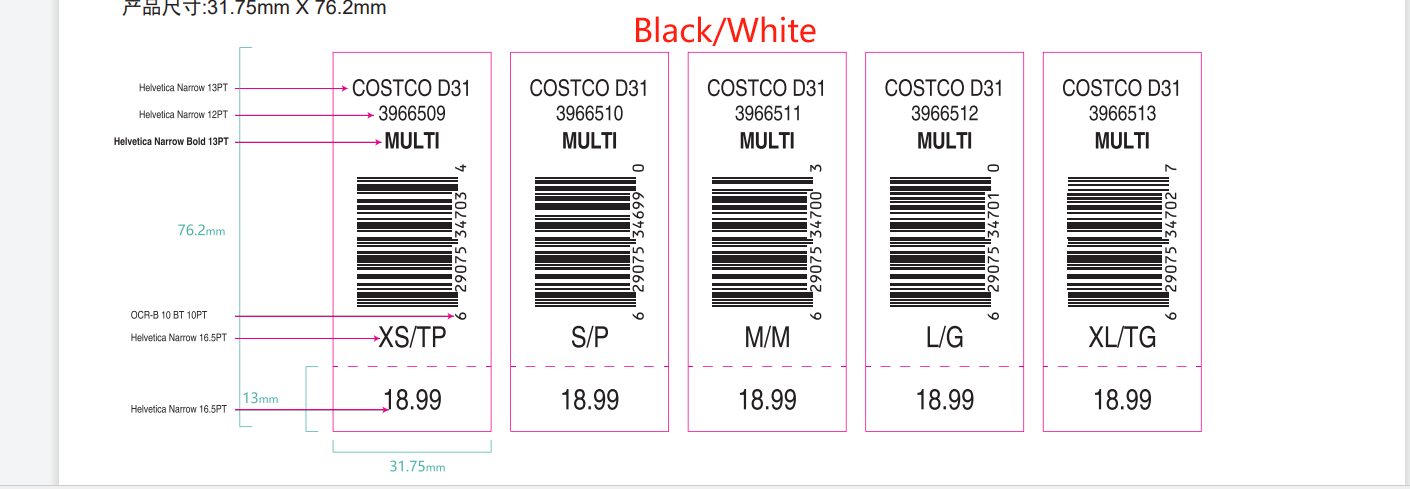 产品尺寸:31.75mm X 76.2mm
Black/White
Helvetica Narrow 13PT
Helvetica Narrow 12PT
Helvetica Narrow Bold 13PT
76.2mm
OCR-B 10 BT 10PT
Helvetica Narrow 16.5PT
13mm
Helvetica Narrow 16.5PT
31.75mm
COSTCO D31
3966509
MULTI
6 29075 34703 4
XS/TP
18.99
COSTCO D31
3966510
MULTI
6 29075 34699 0
S/P
18.99
COSTCO D31
3966511
MULTI
6 29075 34700 3
M/M
18.99
COSTCO D31
3966512
MULTI
6 29075 34701 0
L/G
18.99
COSTCO D31
3966513
MULTI
6 29075 34702 7
XL/TG
18.99